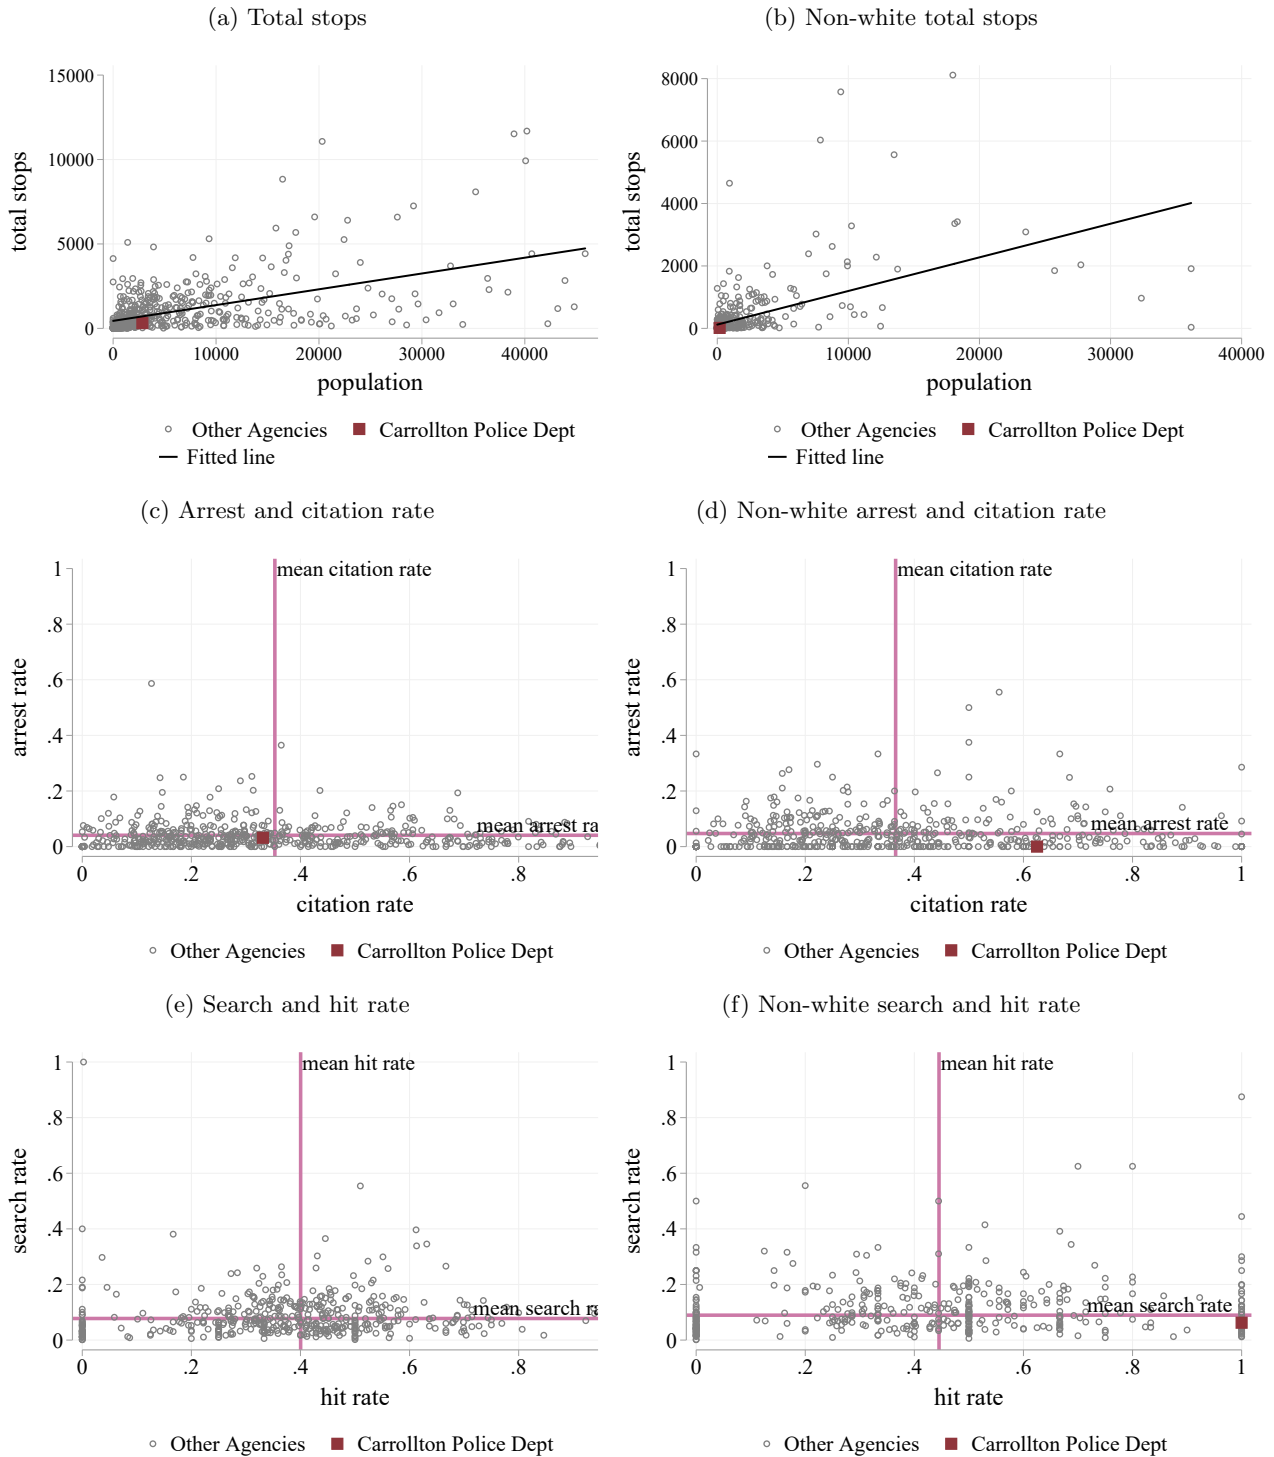 (a) Total stops
total stops
15000
10000
5000
0
0 10000 20000 30000 40000
population
Other Agencies Carrollton Police Dept
Fitted line
(b) Non-white total stops
total stops
8000
6000
4000
2000
0
0 10000 20000 30000 40000
population
Other Agencies Carrollton Police Dept
Fitted line
(c) Arrest and citation rate
arrest rate
1
.8
.6
.4
.2
0
mean citation rate
mean arrest ra
0 .2 .4 .6 .8
citation rate
Other Agencies Carrollton Police Dept
(d) Non-white arrest and citation rate
arrest rate
1
.8
.6
.4
.2
0
mean citation rate
mean arrest rate
0 .2 .4 .6 .8 1
citation rate
Other Agencies Carrollton Police Dept
(e) Search and hit rate
search rate
1
.8
.6
.4
.2
0
mean hit rate
mean search ra
0 .2 .4 .6 .8
hit rate
Other Agencies Carrollton Police Dept
(f) Non-white search and hit rate
search rate
1
.8
.6
.4
.2
0
mean hit rate
mean search rate
0 .2 .4 .6 .8 1
hit rate
Other Agencies Carrollton Police Dept